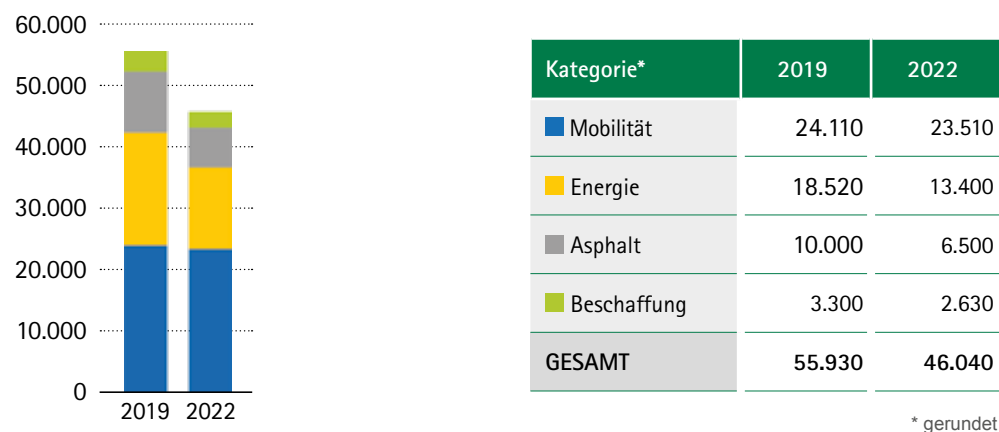 60.000
50.000
40.000
30.000
20.000
10.000
0
2019 2022
Kategorie* 2019 2022
Mobilität 24.110 23.510
Energie 18.520 13.400
Asphalt 10.000 6.500
Beschaffung 3.300 2.630
GESAMT 55.930 46.040
* gerundet